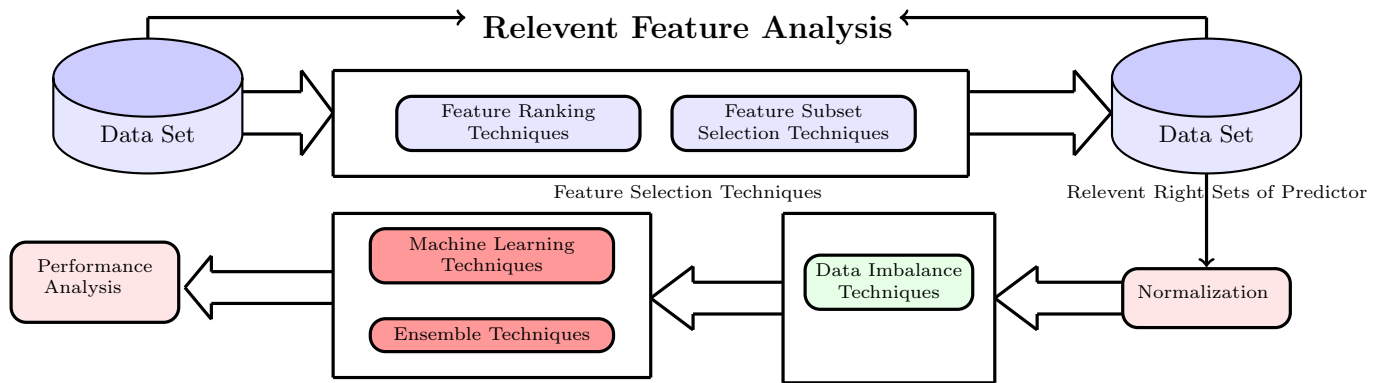 Relevent Feature Analysis
Data Set
Feature Ranking
Techniques
Feature Subset
Selection Techniques
Data Set
Feature Selection Techniques
Relevent Right Sets of Predictor
Performance
Analysis
Machine Learning
Techniques
Ensemble Techniques
Data Imbalance
Techniques
Normalization